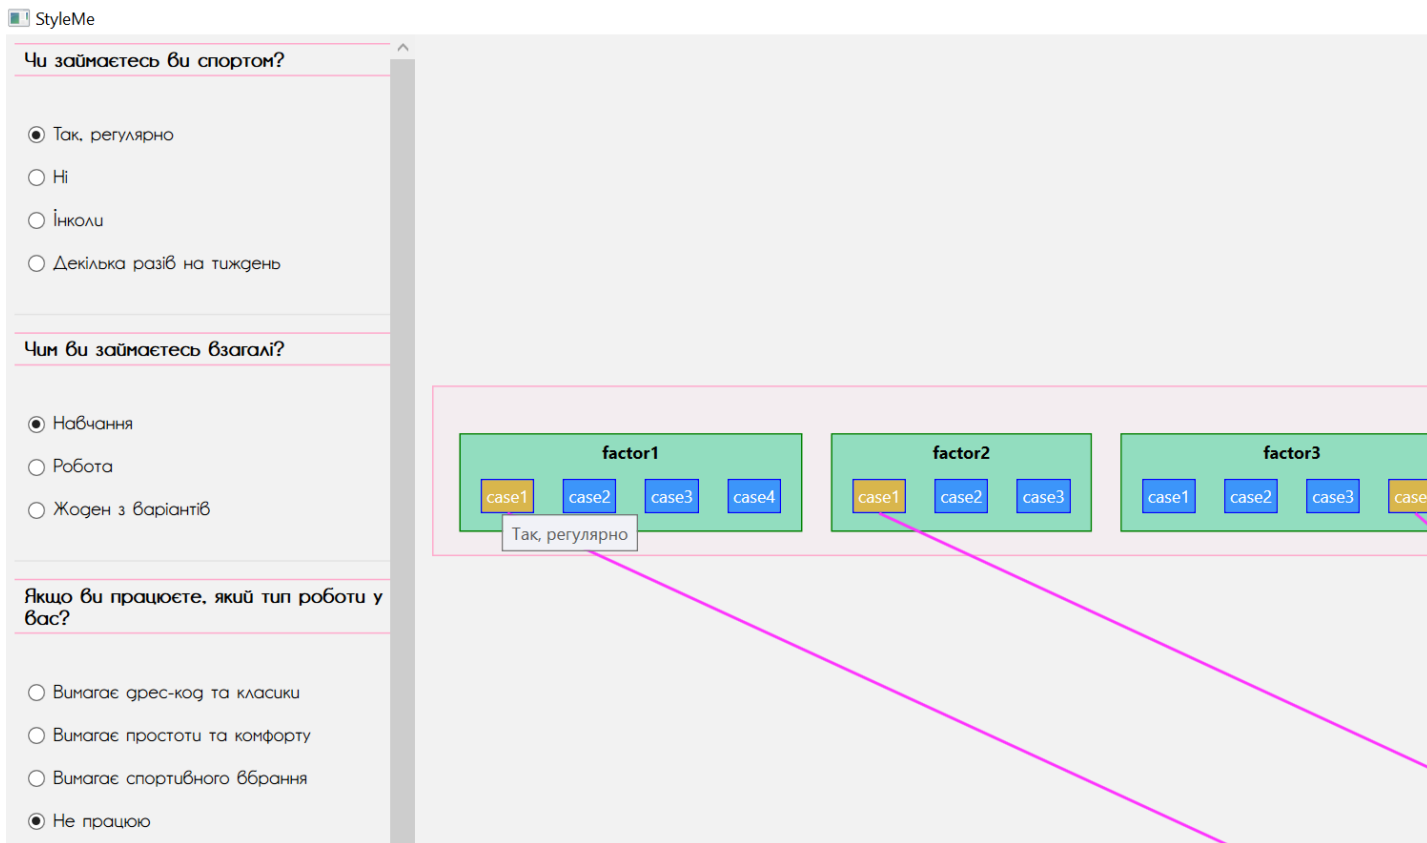 StyleMe
Чи займаєтесь ви спортом?
Так, регулярно
Ні
Інколи
Декілька разів на тиждень
Чим ви займаєтесь взагалі?
Навчання
Робота
Жоден з варіантів
Якщо ви працюєте, який тип роботи у
вас?
Вимагає дрес-код та класики
Вимагає простоти та комфорту
Вимагає спортивного вбрання
Не працюю
factor1
case1 case2 case3 case4
Так, регулярно
factor2
case1 case2 case3
factor3
case1 case2 case3 case